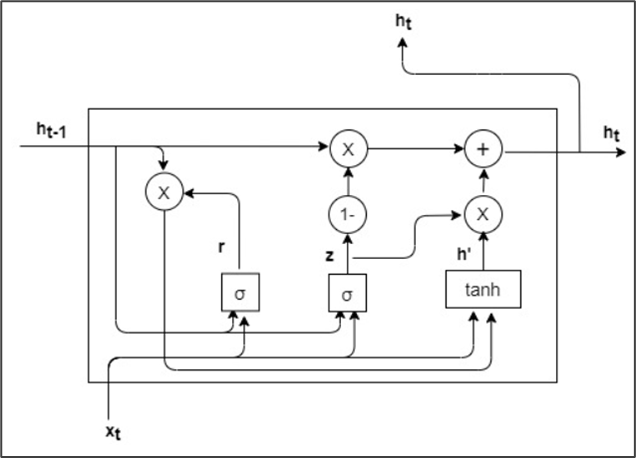 hₜ
hₜ₋₁
hₜ
X
+
X
1-
X
r
z
h'
σ
σ
tanh
xₜ